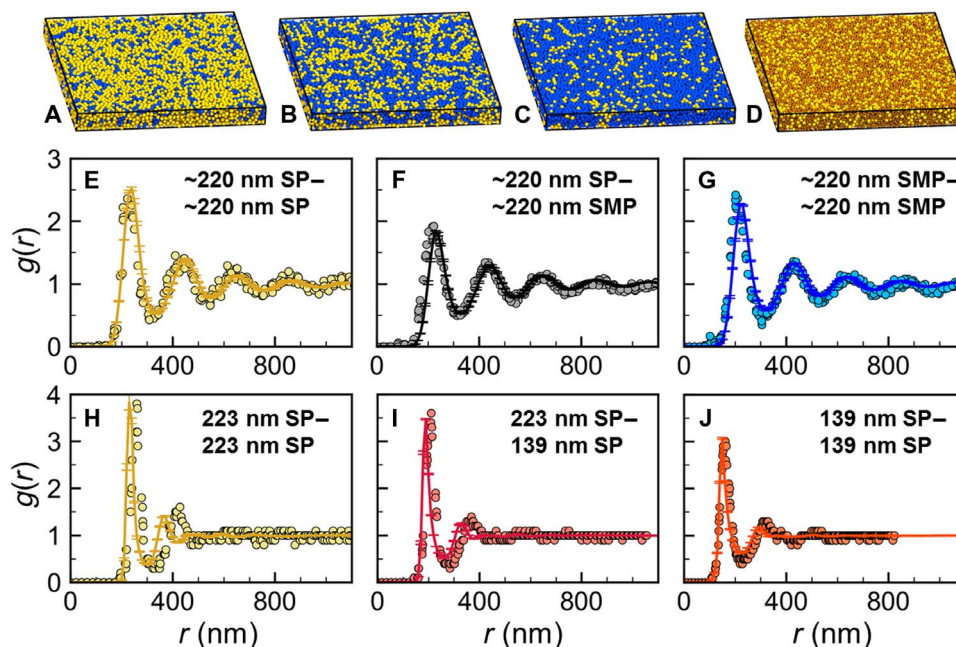 A
B
C
D
E
~220 nm SP–
~220 nm SP
F
~220 nm SP–
~220 nm SMP
G
~220 nm SMP–
~220 nm SMP
g(r)
3
2
1
0
0 400 800
0 400 800
0 400 800
H
223 nm SP–
223 nm SP
I
223 nm SP–
139 nm SP
J
139 nm SP–
139 nm SP
g(r)
4
3
2
1
0
0 400 800
0 400 800
0 400 800
r (nm)
r (nm)
r (nm)